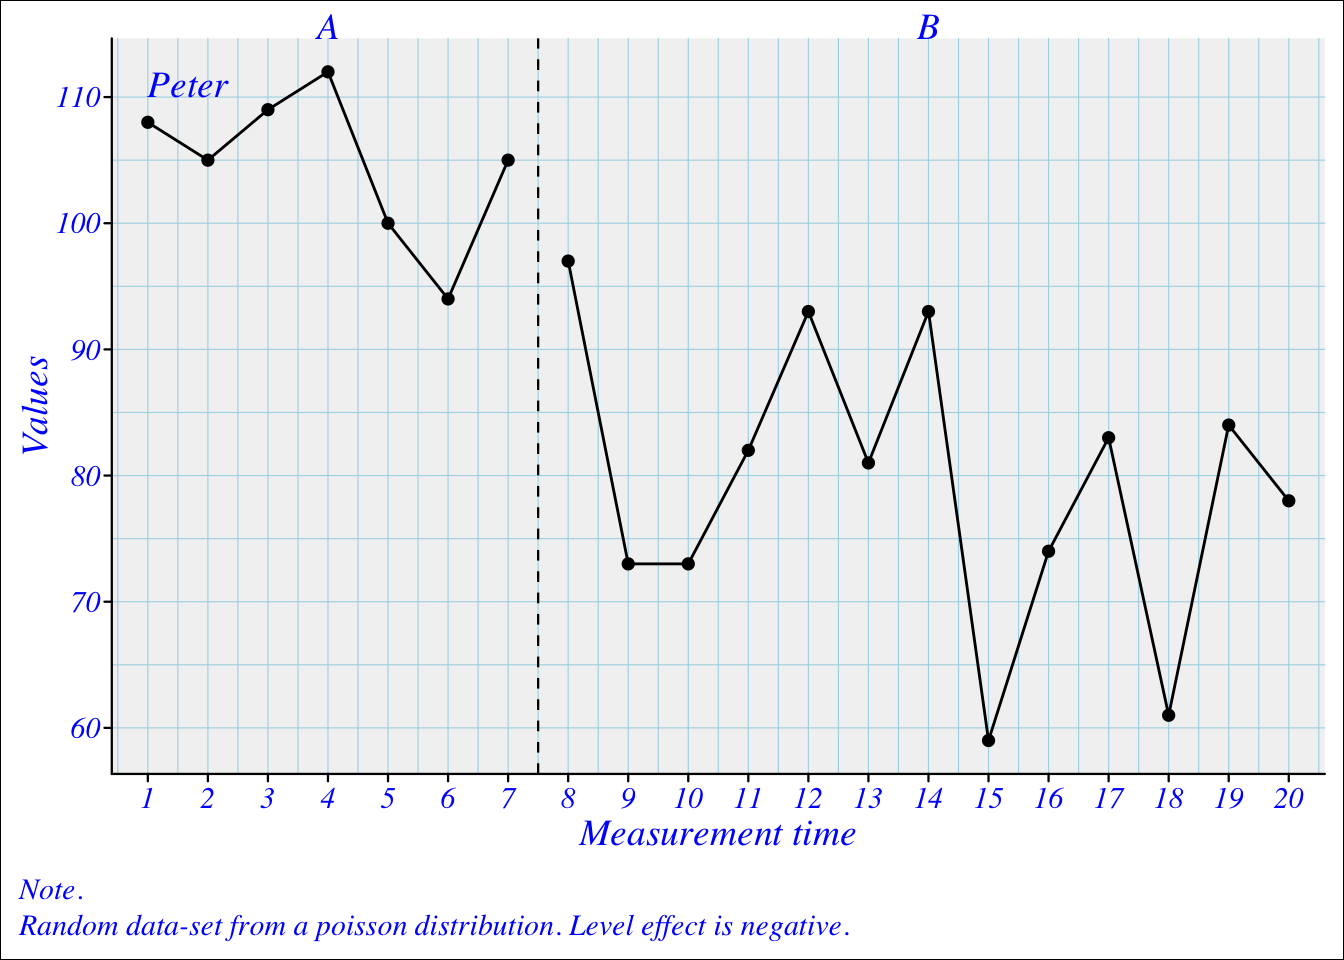 A B
Peter
110
100
90
80
70
60
Values
1 2 3 4 5 6 7 8 9 10 11 12 13 14 15 16 17 18 19 20
Measurement time
Note.
Random data-set from a poisson distribution. Level effect is negative.